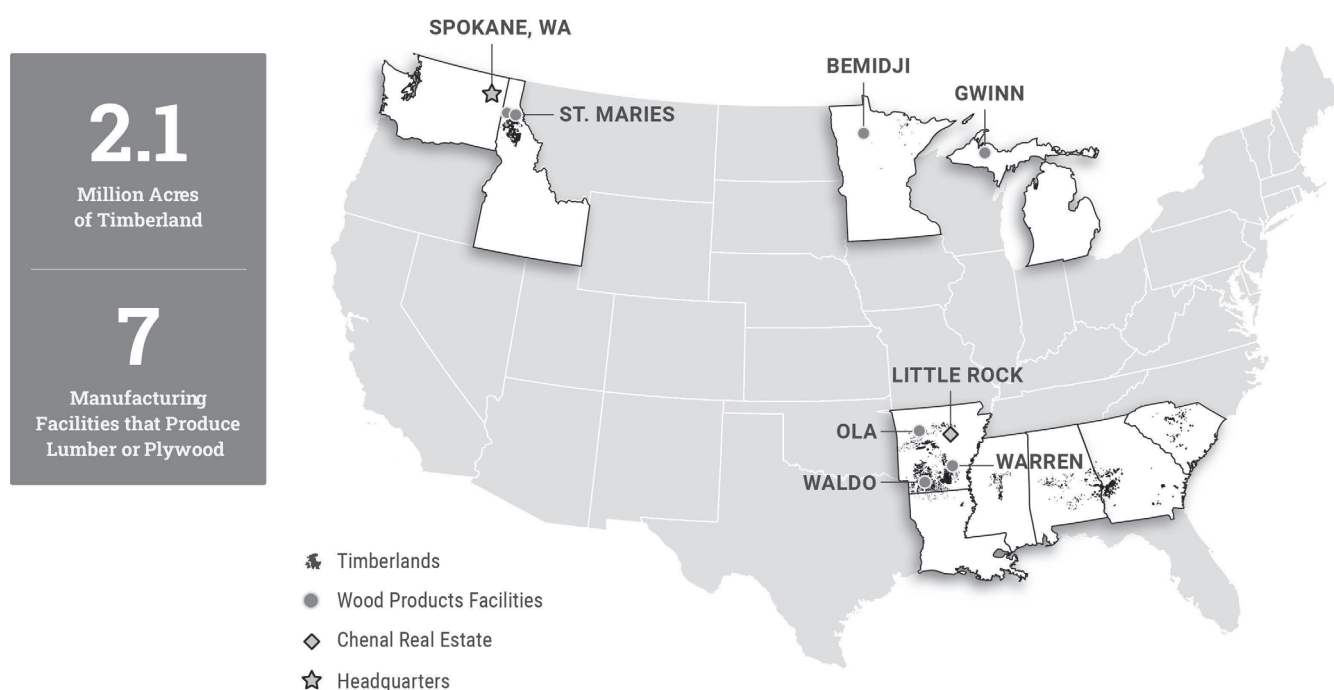 SPOKANE, WA
BEMIDJI
GWINN
ST. MARIES
2.1
Million Acres
of Timberland
7
Manufacturing
Facilities that Produce
Lumber or Plywood
LITTLE ROCK
OLA
WARREN
WALDO
Timberlands
Wood Products Facilities
Chenal Real Estate
Headquarters